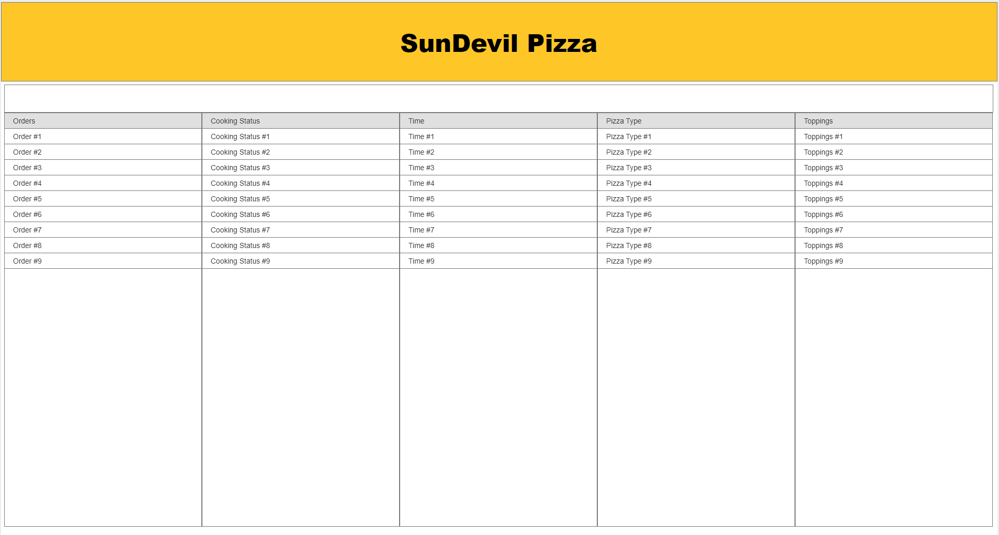 SunDevil Pizza
Orders Cooking Status Time Pizza Type Toppings
Order #1 Cooking Status #1 Time #1 Pizza Type #1 Toppings #1
Order #2 Cooking Status #2 Time #2 Pizza Type #2 Toppings #2
Order #3 Cooking Status #3 Time #3 Pizza Type #3 Toppings #3
Order #4 Cooking Status #4 Time #4 Pizza Type #4 Toppings #4
Order #5 Cooking Status #5 Time #5 Pizza Type #5 Toppings #5
Order #6 Cooking Status #6 Time #6 Pizza Type #6 Toppings #6
Order #7 Cooking Status #7 Time #7 Pizza Type #7 Toppings #7
Order #8 Cooking Status #8 Time #8 Pizza Type #8 Toppings #8
Order #9 Cooking Status #9 Time #9 Pizza Type #9 Toppings #9